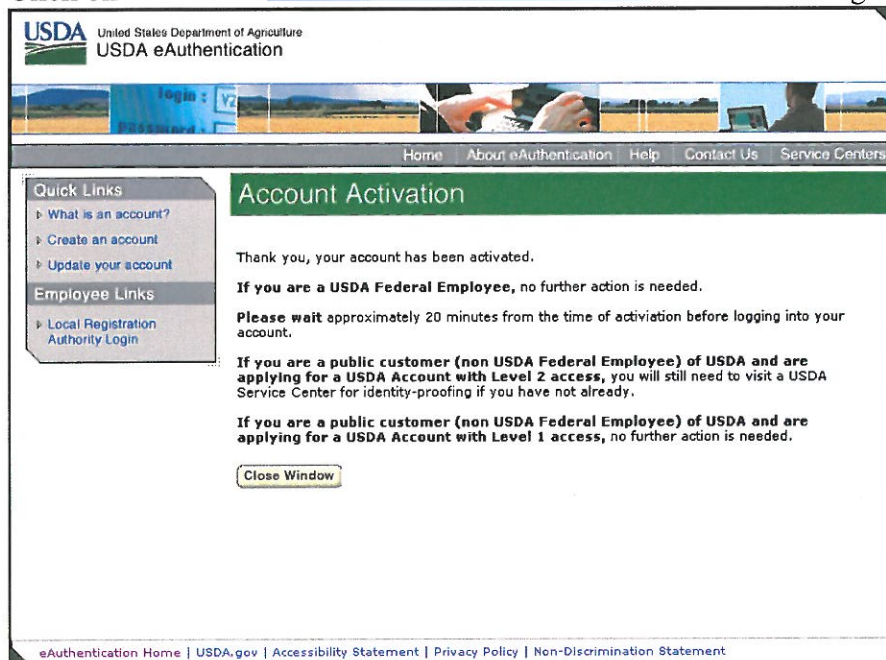 USDA United States Department of Agriculture
USDA eAuthentication
login :
Password :
Home About eAuthentication Help Contact Us Service Centers
Quick Links
What is an account?
Create an account
Update your account
Employee Links
Local Registration
Authority Login
Account Activation
Thank you, your account has been activated.
If you are a USDA Federal Employee, no further action is needed.
Please wait approximately 20 minutes from the time of activiation before logging into your
account.
If you are a public customer (non USDA Federal Employee) of USDA and are
applying for a USDA Account with Level 2 access, you will still need to visit a USDA
Service Center for identity-proofing if you have not already.
If you are a public customer (non USDA Federal Employee) of USDA and are
applying for a USDA Account with Level 1 access, no further action is needed.
Close Window
eAuthentication Home | USDA.gov | Accessibility Statement | Privacy Policy | Non-Discrimination Statement